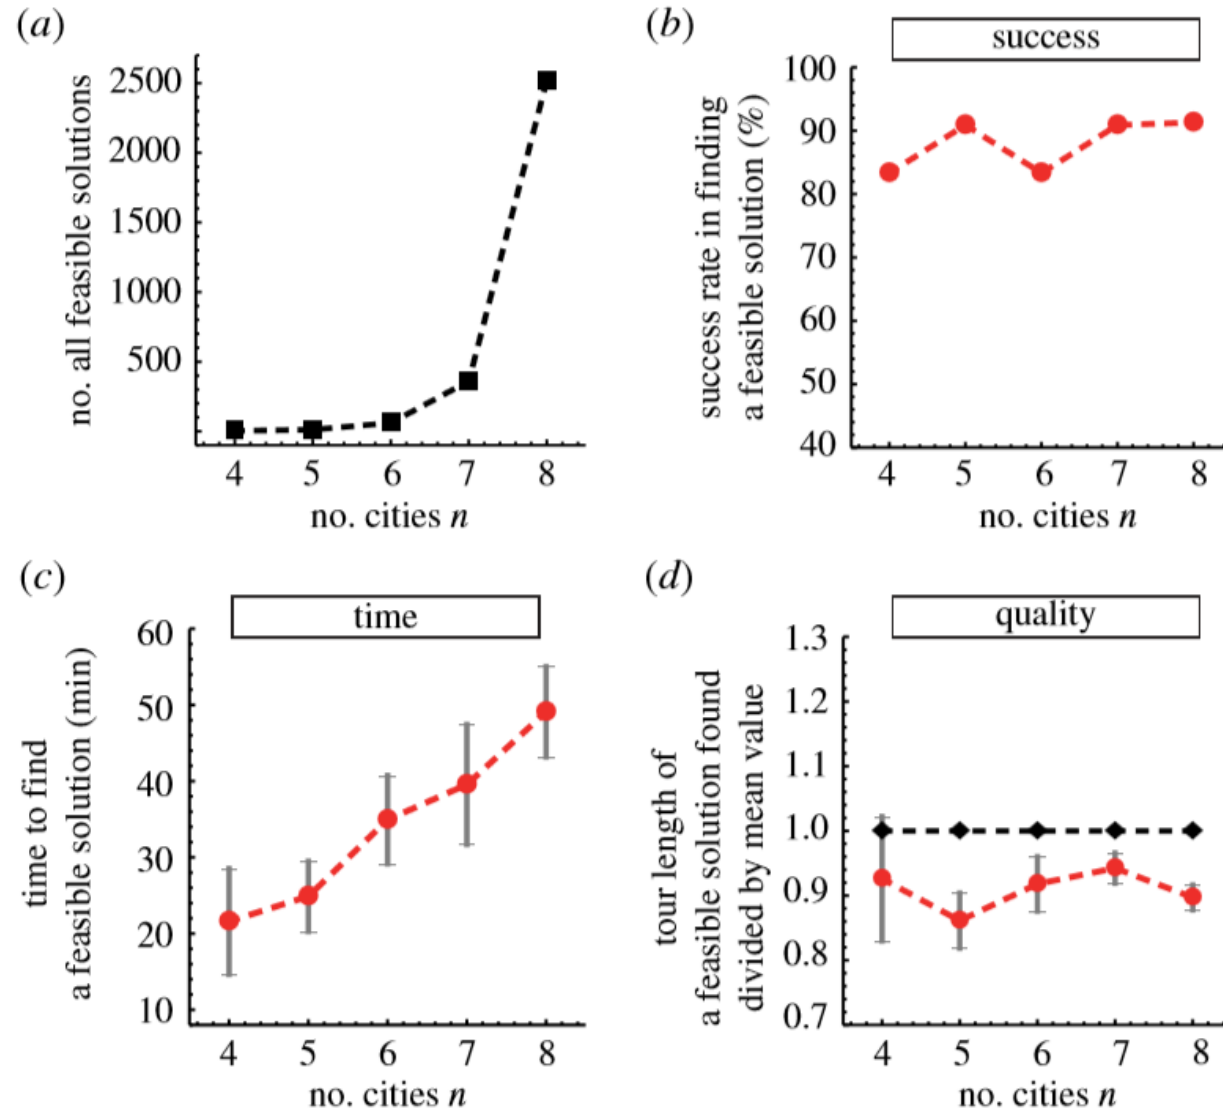 (a)
no. all feasible solutions
2500
2000
1500
1000
500
4 5 6 7 8
no. cities n
(b)
success
success rate in finding
a feasible solution (%)
100
90
80
70
60
50
40
4 5 6 7 8
no. cities n
(c)
time
time to find
a feasible solution (min)
60
50
40
30
20
10
4 5 6 7 8
no. cities n
(d)
quality
tour length of
a feasible solution found
divided by mean value
1.3
1.2
1.1
1.0
0.9
0.8
0.7
4 5 6 7 8
no. cities n